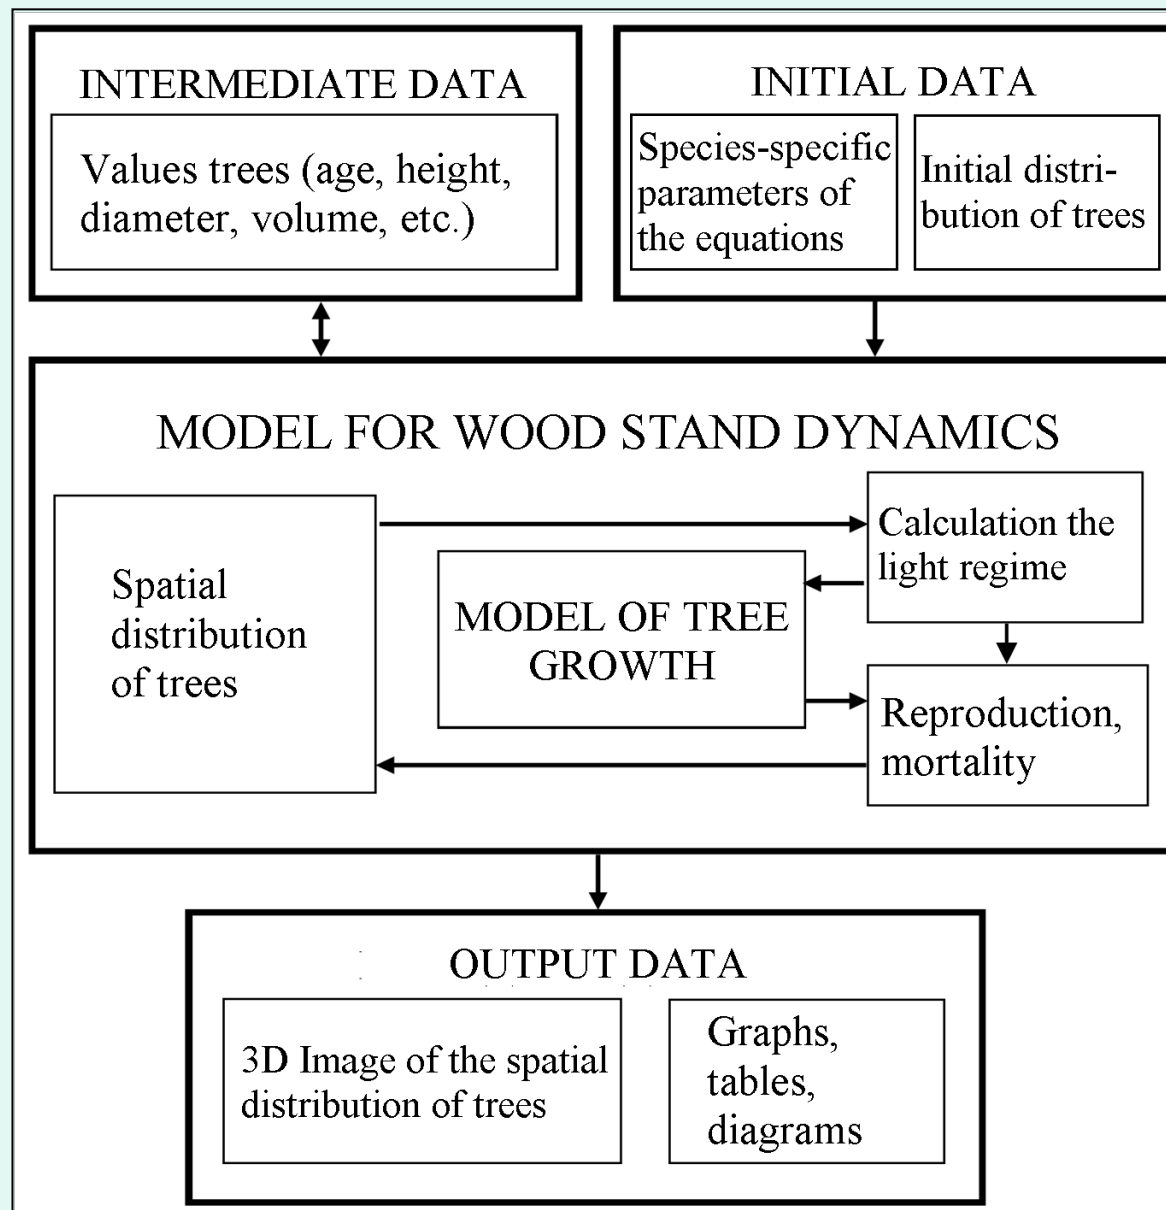 INTERMEDIATE DATA
Values trees (age, height,
diameter, volume, etc.)
INITIAL DATA
Species-specific
parameters of
the equations
Initial distri-
bution of trees
MODEL FOR WOOD STAND DYNAMICS
Spatial
distribution
of trees
MODEL OF TREE
GROWTH
Calculation the
light regime
Reproduction,
mortality
OUTPUT DATA
3D Image of the spatial
distribution of trees
Graphs,
tables,
diagrams